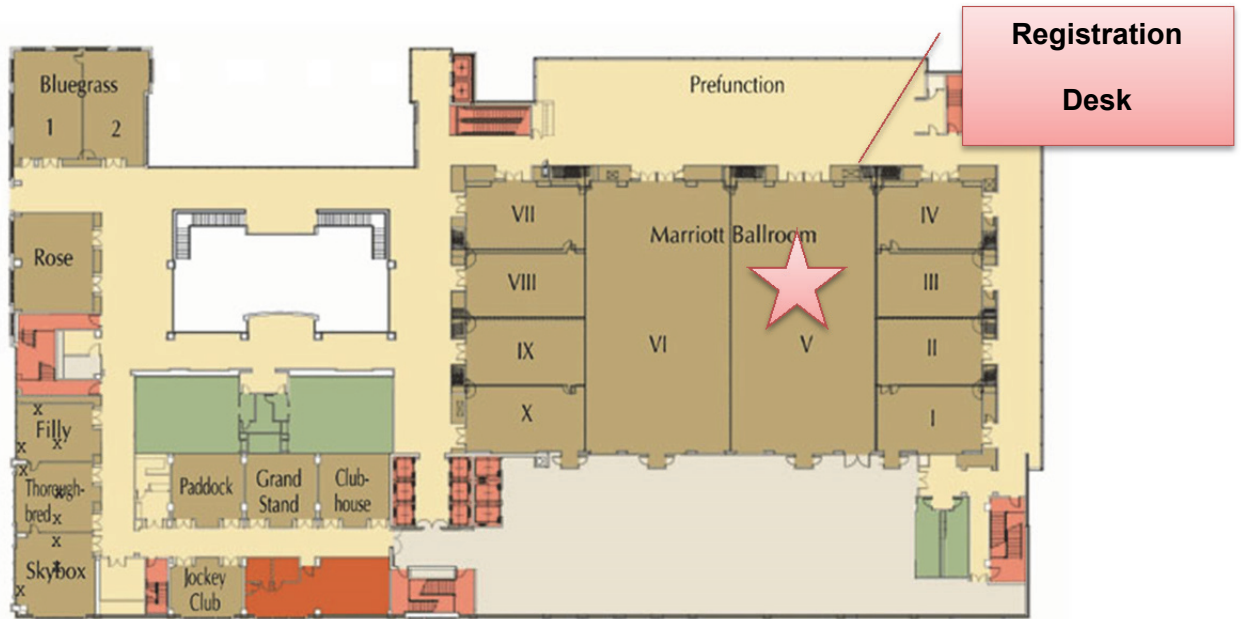 Registration
Desk
Prefunction
Bluegrass
1 2
VII
IV
Marriott Ballroom
Rose
VIII
III
IX
VI
V
II
X
I
x
Filly
x x
x
Thorough-
x
bred x
Paddock
Grand
Stand
Club-
house
x
Skybox
x
x
Jockey
Club